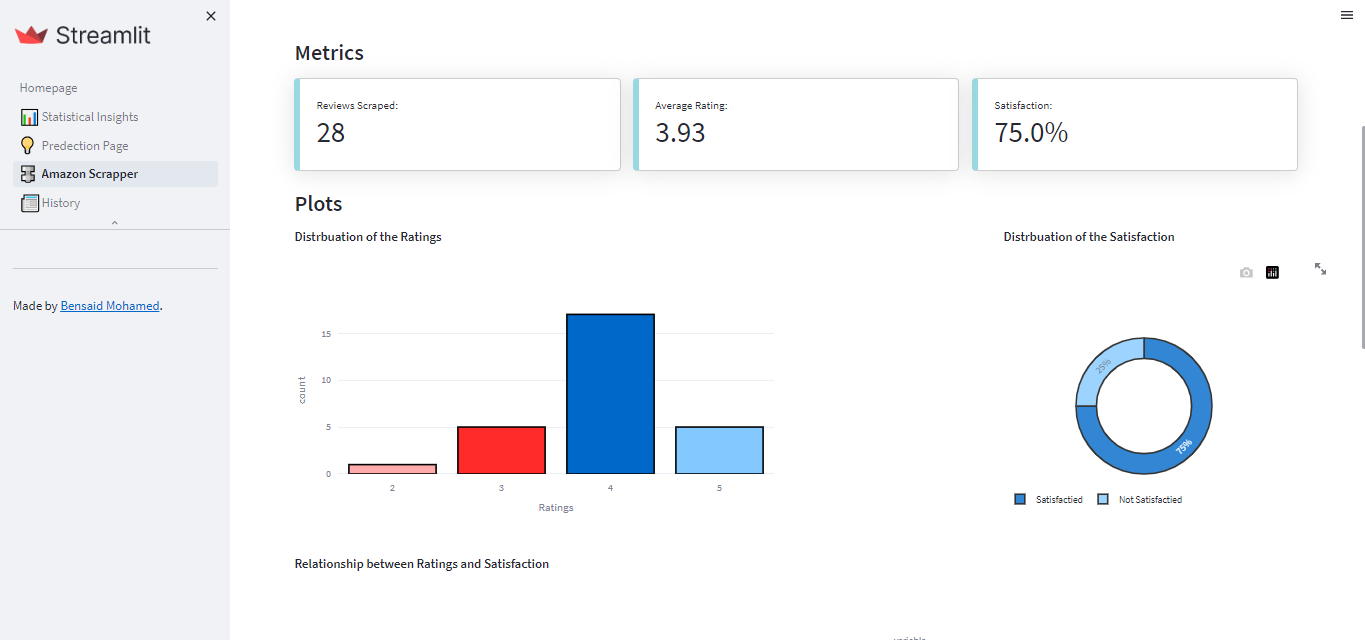 Streamlit
Homepage
Statistical Insights
Predection Page
Amazon Scrapper
History
Made by Bensaid Mohamed.
Metrics
Reviews Scraped:
28
Average Rating:
3.93
Satisfaction:
75.0%
Plots
Distrbuation of the Ratings
15
10
5
0
count
2 3 4 5
Ratings
Distrbuation of the Satisfaction
25%
75%
Satisfactied Not Satisfactied
Relationship between Ratings and Satisfaction
variable